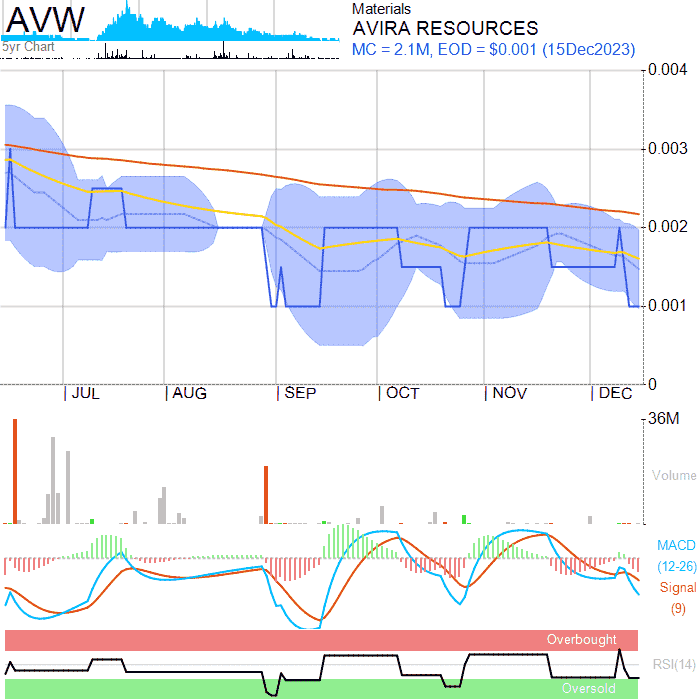 AVW
5yr Chart
Materials
AVIRA RESOURCES
MC = 2.1M, EOD = $0.001 (15Dec2023)
0.004
0.003
0.002
0.001
0
JUL
AUG
SEP
OCT
NOV
DEC
36M
Volume
MACD
(12-26)
Signal
(9)
Overbought
RSI(14)
Oversold